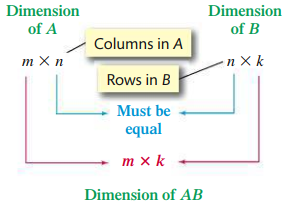 Dimension of A
Dimension of B
Columns in A
m × n
n × k
Rows in B
Must be
equal
m × k
Dimension of AB